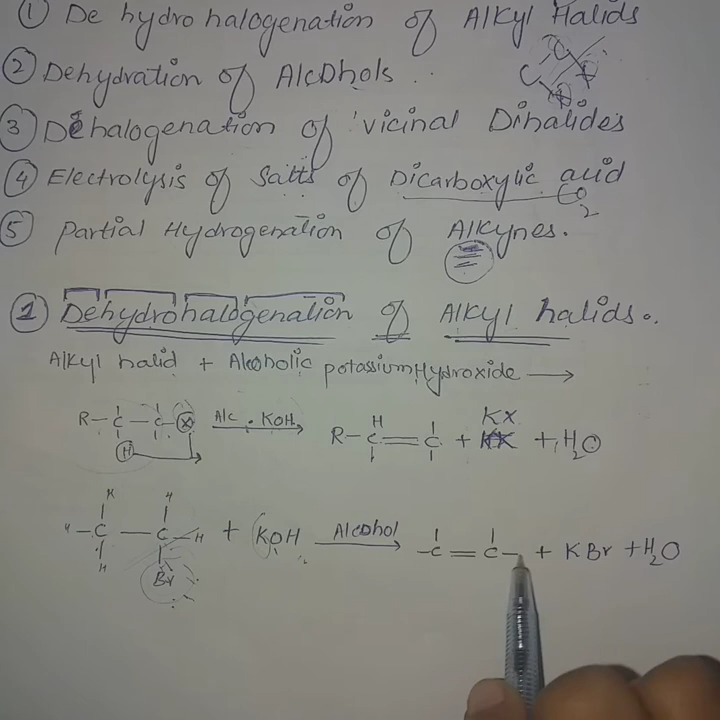 ① De hydro halogenation of Alkyl Halids
② Dehydration of Alcohols.
③ Dehalogenation of vicinal Dihalides
④ Electrolysis of Salts of Dicarboxylic acid
CO2
⑤ Partial Hydrogenation of Alkynes.
① Dehydrohalogenation of Alkyl halids.
Alkyl halid + Alcoholic potassium Hydroxide →
R-C-C-X Alc. KOH → R-C=C + KX + H2O
H H
H-C-C-H + KOH Alcohol → -C=C- + KBr + H2O
H Br